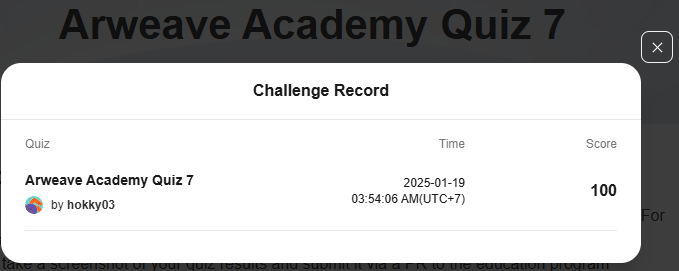 Arweave Academy Quiz 7
Challenge Record
Quiz Time Score
Arweave Academy Quiz 7 2025-01-19 100
by hokky03 03:54:06 AM(UTC+7)
For
take a screenshot of your quiz results and submit it via a PR to the education program